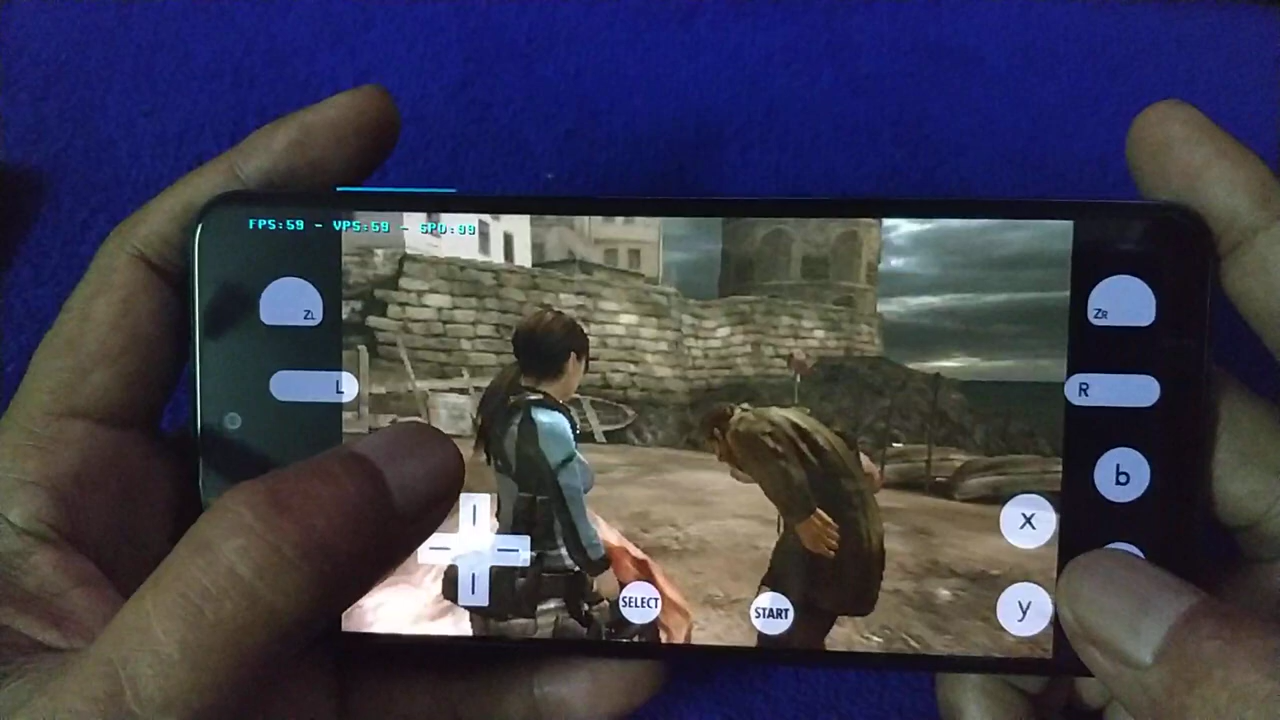 FPS:59 - VPS:59 - SPD:99
ZL
ZR
L
R
b
x
SELECT
START
y